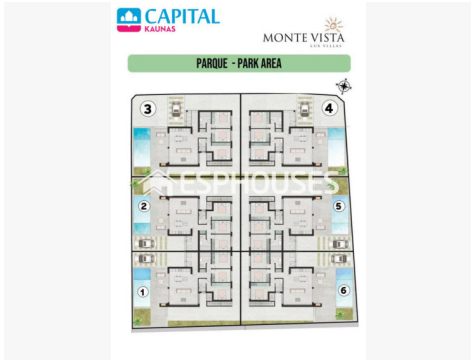 CAPITAL
KAUNAS
MONTE VISTA
LUX VILLAS
PARQUE - PARK AREA
3
4
ESPHOUSES
2
5
1
6